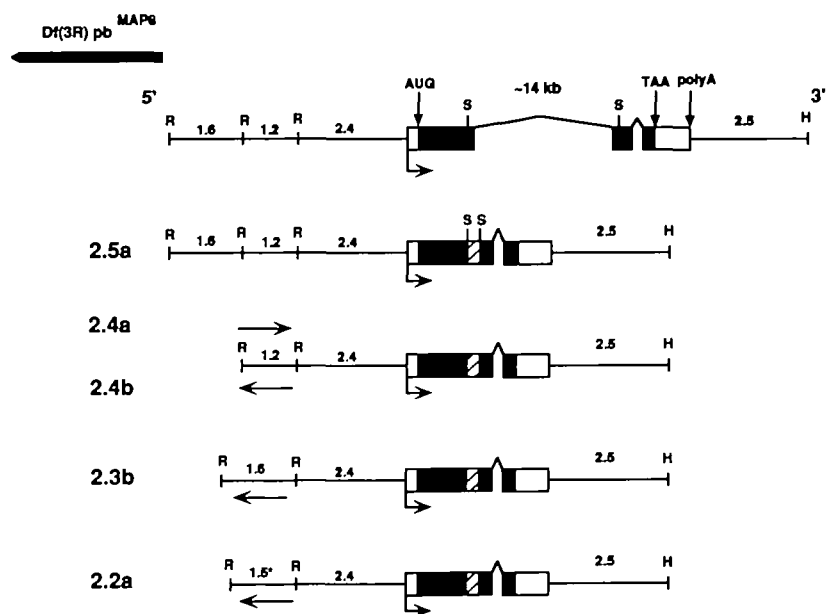 Df(3R) pb MAP8
5' AUG S ~14 kb S TAA polyA 3'
R 1.6 R 1.2 R 2.4 2.5 H
2.5a R 1.6 R 1.2 R 2.4 S S 2.5 H
2.4a
R 1.2 R 2.4 2.5 H
2.4b
2.3b R 1.5 R 2.4 2.5 H
2.2a R 1.5* R 2.4 2.5 H